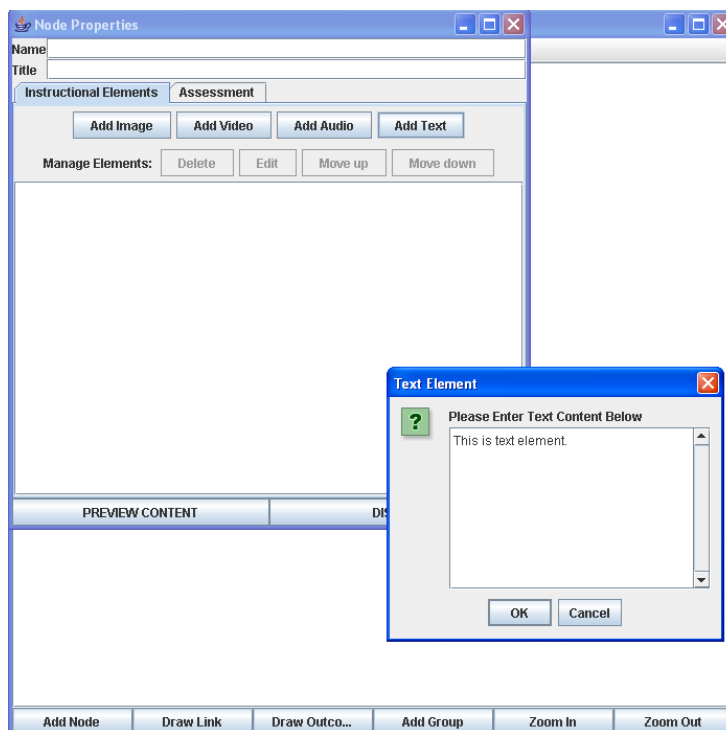 Node Properties
Name
Title
Instructional Elements Assessment
Add Image Add Video Add Audio Add Text
Manage Elements: Delete Edit Move up Move down
Text Element
? Please Enter Text Content Below
This is text element.
PREVIEW CONTENT DIS
OK Cancel
Add Node Draw Link Draw Outco... Add Group Zoom In Zoom Out